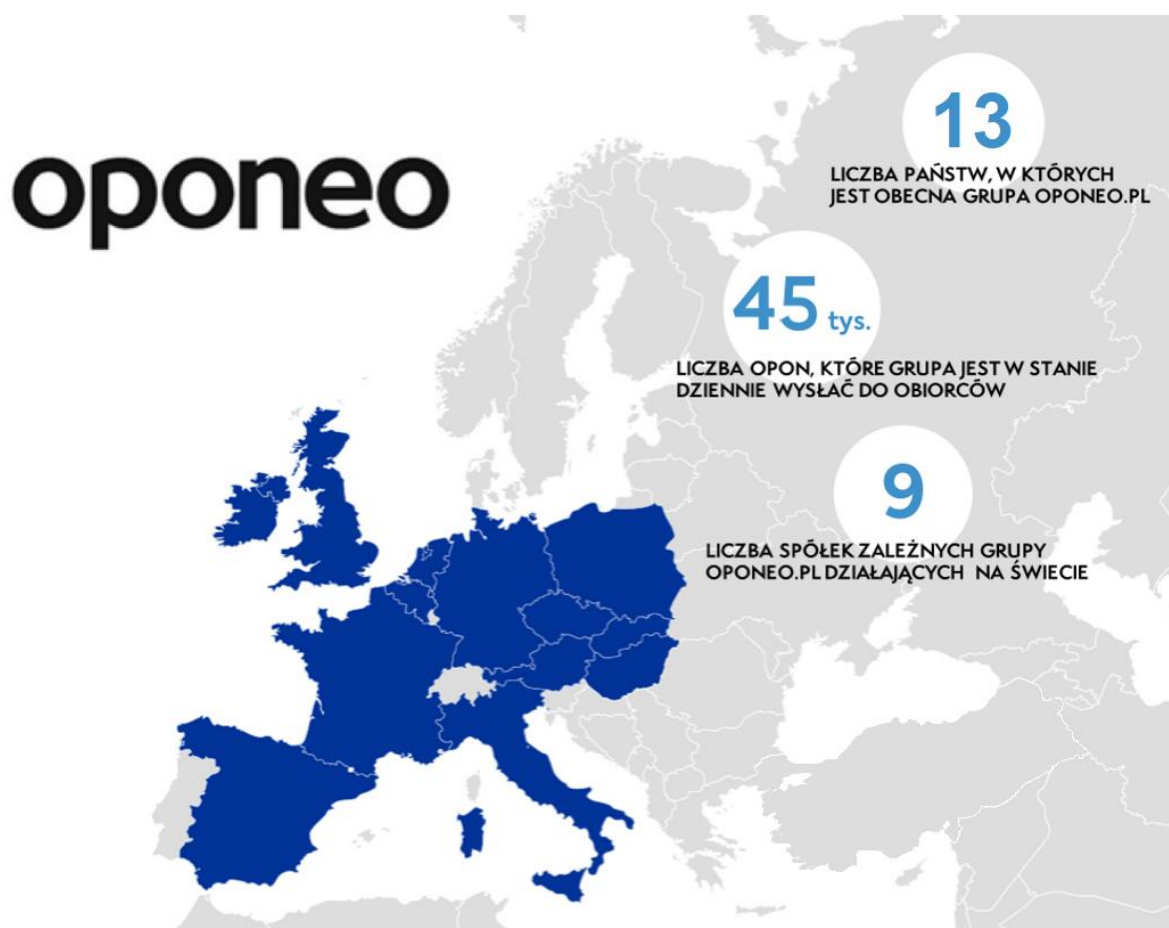 oponeo
13
LICZBA PAŃSTW, W KTÓRYCH
JEST OBECNA GRUPA OPONEO.PL
45 tys.
LICZBA OPON, KTÓRE GRUPA JEST W STANIE
DZIENNIE WYSŁAĆ DO OBIORCÓW
9
LICZBA SPÓŁEK ZALEŻNYCH GRUPY
OPONEO.PL DZIAŁAJĄCYCH NA ŚWIECIE